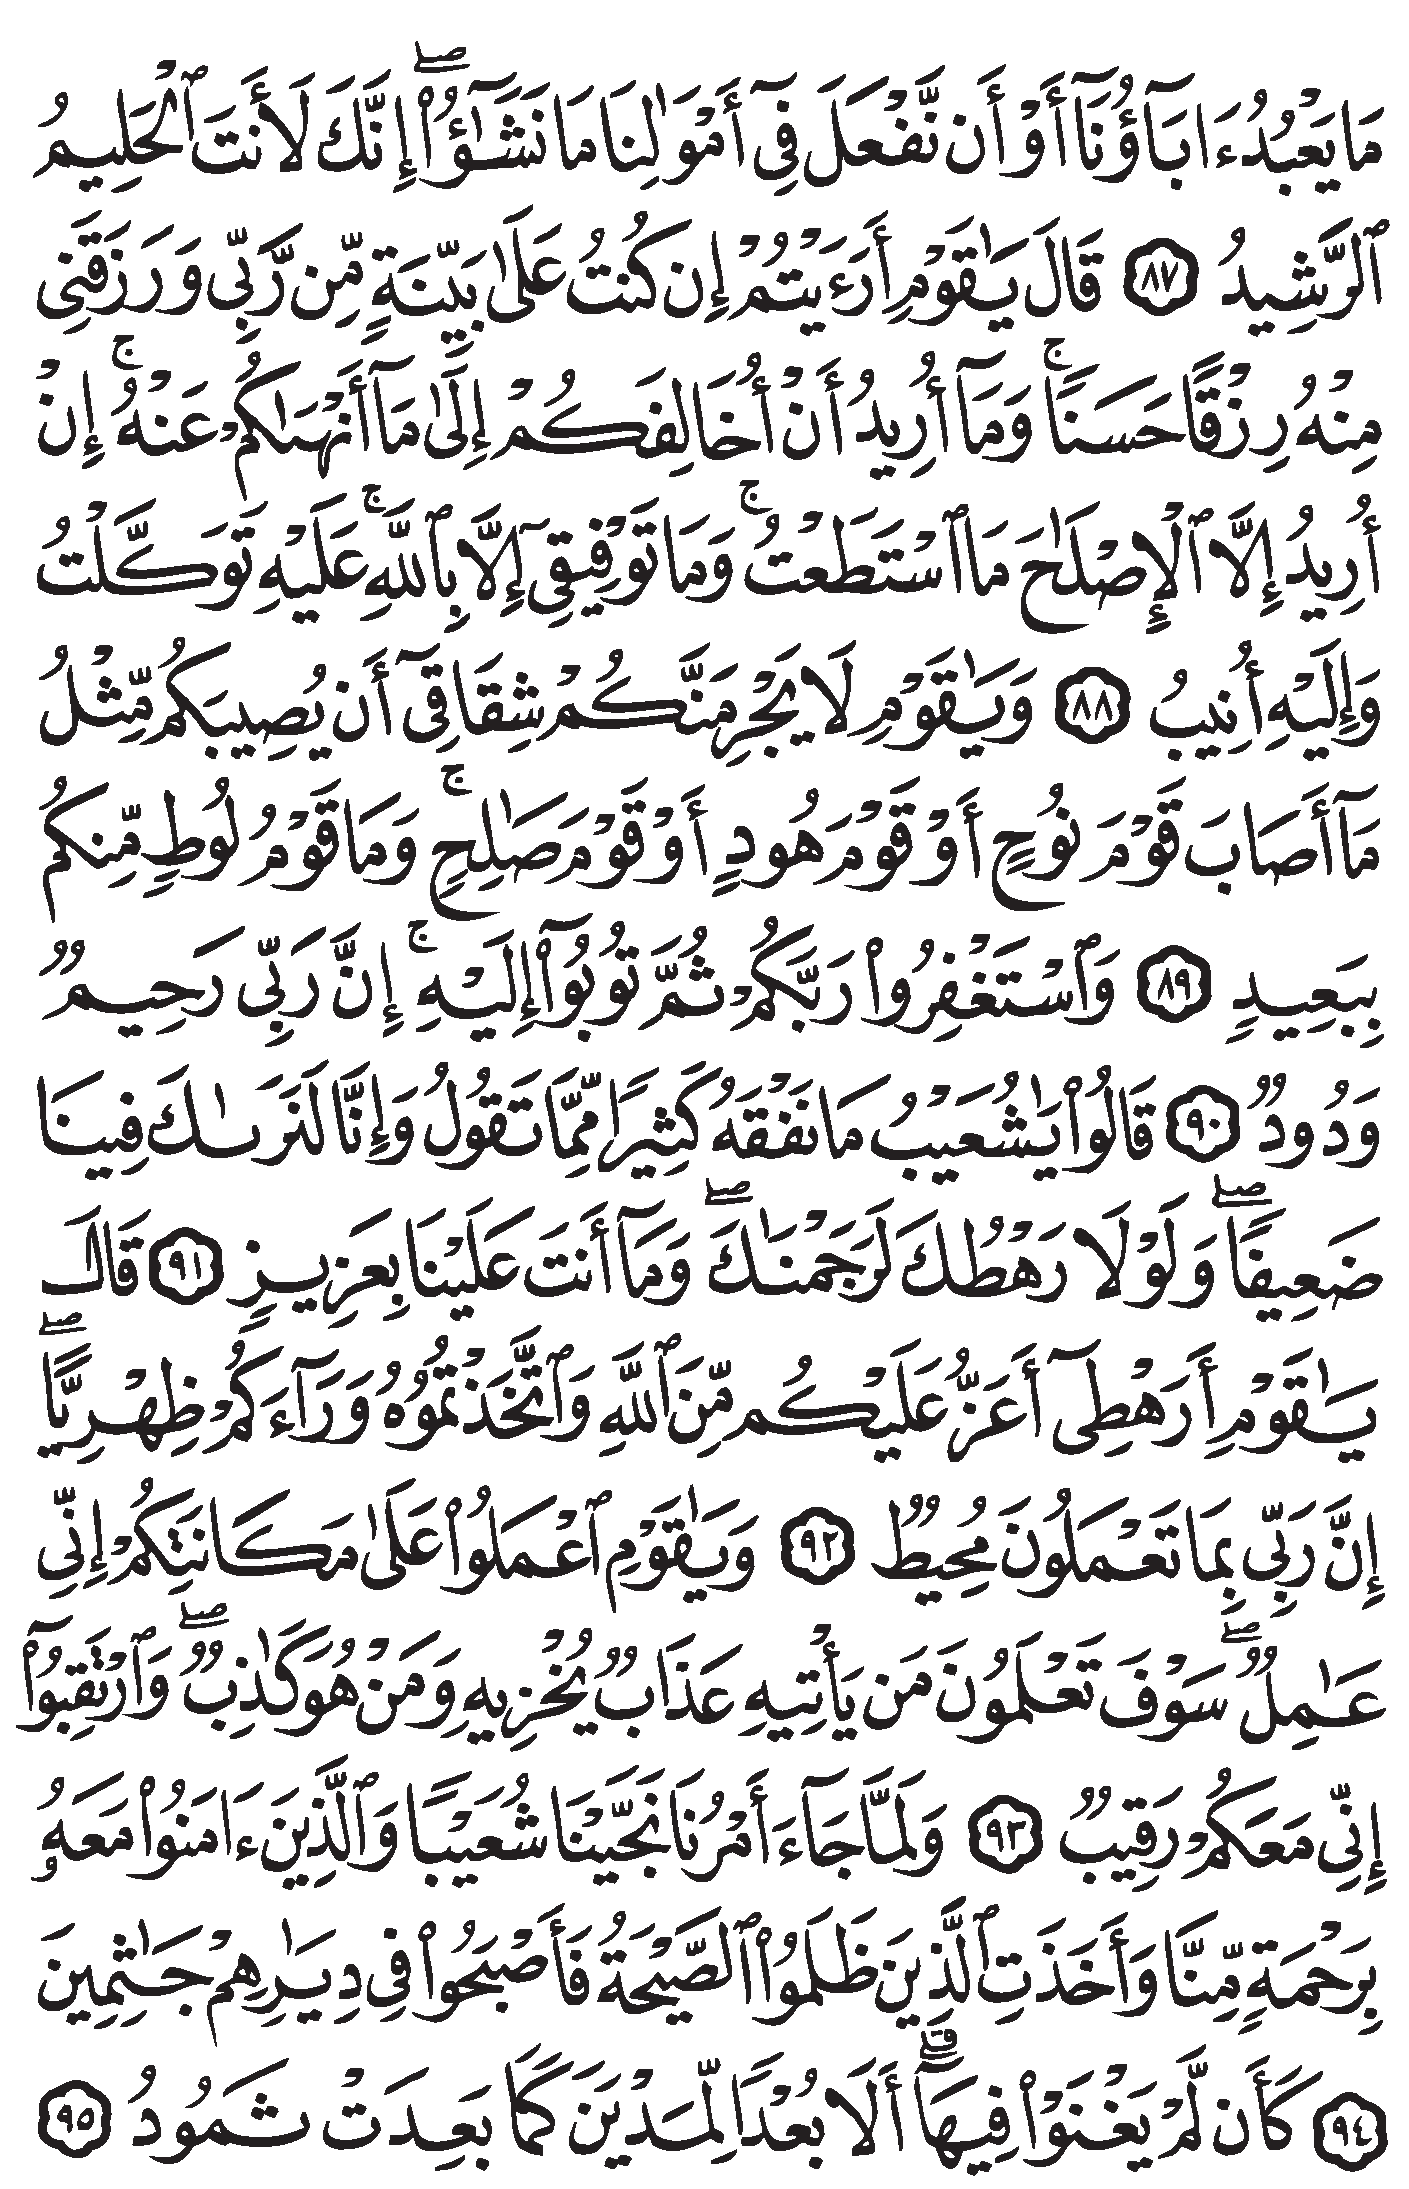 مَا يَعْبُدُ ءَابَآؤُنَآ أَوْ أَن نَّفْعَلَ فِىٓ أَمْوَٰلِنَا مَا نَشَـٰٓؤُا۟ ۖ إِنَّكَ لَأَنتَ ٱلْحَلِيمُ
ٱلرَّشِيدُ ٨٧ قَالَ يَـٰقَوْمِ أَرَءَيْتُمْ إِن كُنتُ عَلَىٰ بَيِّنَةٍ مِّن رَّبِّى وَرَزَقَنِى
مِنْهُ رِزْقًا حَسَنًا ۚ وَمَآ أُرِيدُ أَنْ أُخَالِفَكُمْ إِلَىٰ مَآ أَنْهَىٰكُمْ عَنْهُ ۚ إِنْ
أُرِيدُ إِلَّا ٱلْإِصْلَـٰحَ مَا ٱسْتَطَعْتُ ۚ وَمَا تَوْفِيقِىٓ إِلَّا بِٱللَّهِ ۚ عَلَيْهِ تَوَكَّلْتُ
وَإِلَيْهِ أُنِيبُ ٨٨ وَيَـٰقَوْمِ لَا يَجْرِمَنَّكُمْ شِقَاقِىٓ أَن يُصِيبَكُم مِّثْلُ
مَآ أَصَابَ قَوْمَ نُوحٍ أَوْ قَوْمَ هُودٍ أَوْ قَوْمَ صَـٰلِحٍ ۚ وَمَا قَوْمُ لُوطٍ مِّنكُم
بِبَعِيدٍ ٨٩ وَٱسْتَغْفِرُوا۟ رَبَّكُمْ ثُمَّ تُوبُوٓا۟ إِلَيْهِ ۚ إِنَّ رَبِّى رَحِيمٌ
وَدُودٌ ٩٠ قَالُوا۟ يَـٰشُعَيْبُ مَا نَفْقَهُ كَثِيرًا مِّمَّا تَقُولُ وَإِنَّا لَنَرَىٰكَ فِينَا
ضَعِيفًا ۖ وَلَوْلَا رَهْطُكَ لَرَجَمْنَـٰكَ ۖ وَمَآ أَنتَ عَلَيْنَا بِعَزِيزٍ ٩١ قَالَ
يَـٰقَوْمِ أَرَهْطِىٓ أَعَزُّ عَلَيْكُم مِّنَ ٱللَّهِ وَٱتَّخَذْتُمُوهُ وَرَآءَكُمْ ظِهْرِيًّا ۖ
إِنَّ رَبِّى بِمَا تَعْمَلُونَ مُحِيطٌ ٩٢ وَيَـٰقَوْمِ ٱعْمَلُوا۟ عَلَىٰ مَكَانَتِكُمْ إِنِّى
عَـٰمِلٌ ۖ سَوْفَ تَعْلَمُونَ مَن يَأْتِيهِ عَذَابٌ يُخْزِيهِ وَمَنْ هُوَ كَـٰذِبٌ ۖ وَٱرْتَقِبُوٓا۟
إِنِّى مَعَكُمْ رَقِيبٌ ٩٣ وَلَمَّا جَآءَ أَمْرُنَا نَجَّيْنَا شُعَيْبًا وَٱلَّذِينَ ءَامَنُوا۟ مَعَهُۥ
بِرَحْمَةٍ مِّنَّا وَأَخَذَتِ ٱلَّذِينَ ظَلَمُوا۟ ٱلصَّيْحَةُ فَأَصْبَحُوا۟ فِى دِيَـٰرِهِمْ جَـٰثِمِينَ
٩٤ كَأَن لَّمْ يَغْنَوْا۟ فِيهَآ ۗ أَلَا بُعْدًا لِّمَدْيَنَ كَمَا بَعِدَتْ ثَمُودُ ٩٥